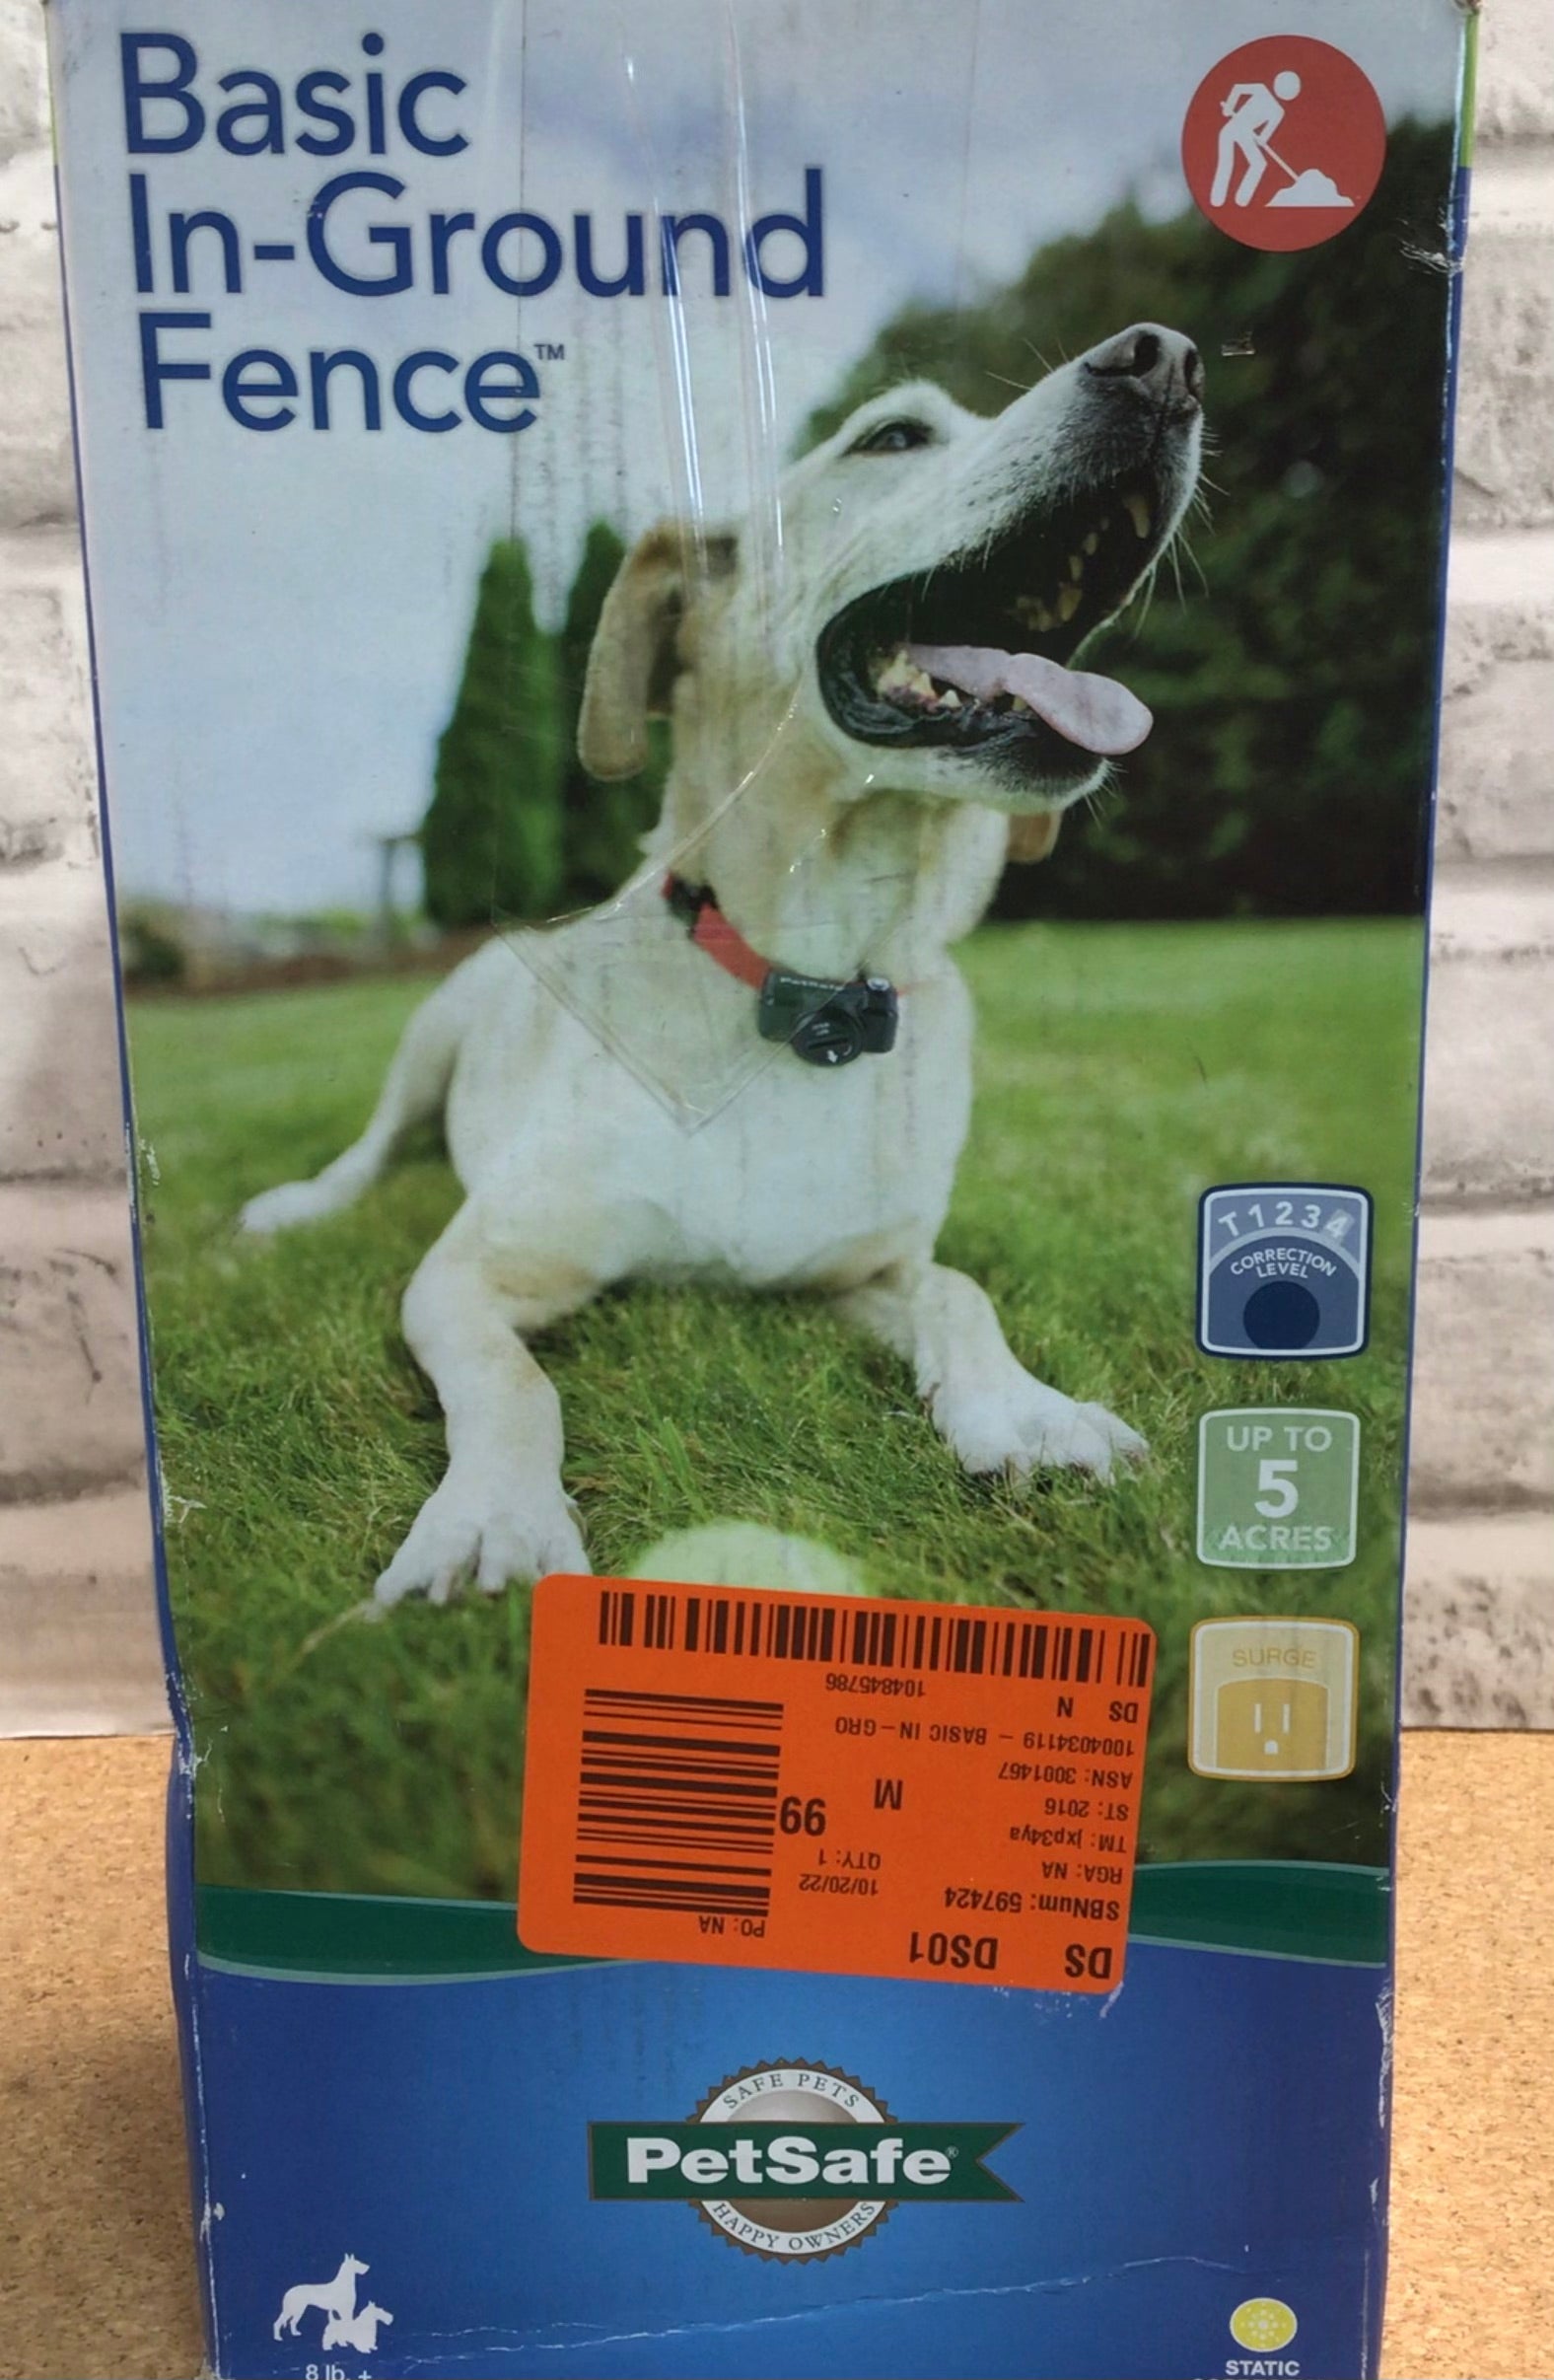 Basic
In-Ground
Fence™
PetSafe
T 1 2 3 4
CORRECTION
LEVEL
UP TO
5
ACRES
SURGE
DS DS01
PO: NA
SBNum: 597424
10/20/22
RGA: NA
QTY: 1
TM: jxp34ya
99
M
ST: 2016
ASN: 3001467
1004034119 - BASIC IN-GRO
DS N
104845786
SAFE PETS
PetSafe®
HAPPY OWNERS
8 lb. +
STATIC